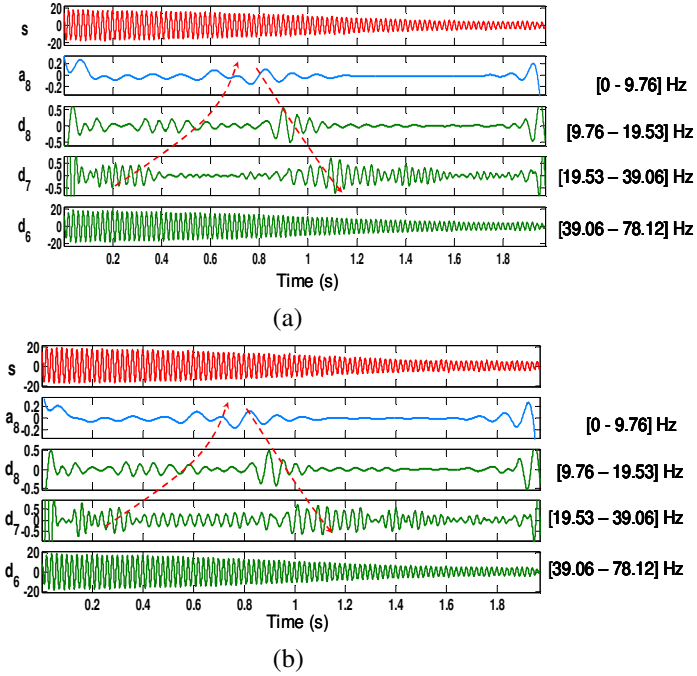 (a)
s
20
0
-20
a8
0.2
0
-0.2
[0 - 9.76] Hz
d8
0.5
0
-0.5
[9.76 – 19.53] Hz
d7
0.5
0
-0.5
[19.53 – 39.06] Hz
d6
20
0
-20
[39.06 – 78.12] Hz
0.2 0.4 0.6 0.8 1 1.2 1.4 1.6 1.8
Time (s)
(a)
s
20
0
-20
a8
0.2
0
-0.2
[0 - 9.76] Hz
d8
0.5
0
-0.5
[9.76 – 19.53] Hz
d7
0.5
0
-0.5
[19.53 – 39.06] Hz
d6
20
0
-20
[39.06 – 78.12] Hz
0.2 0.4 0.6 0.8 1 1.2 1.4 1.6 1.8
Time (s)
(b)